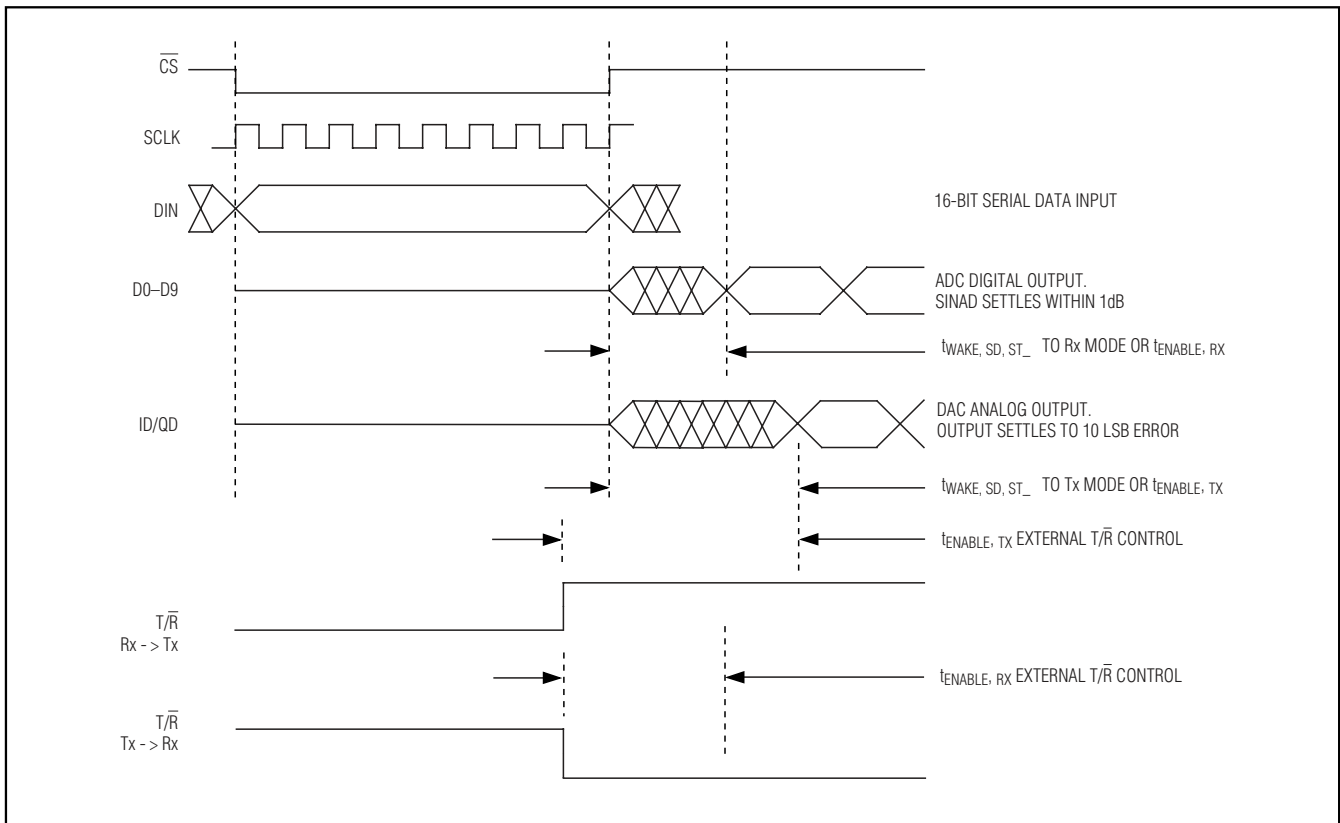 C̅S̅
SCLK
DIN
16-BIT SERIAL DATA INPUT
D0–D9
ADC DIGITAL OUTPUT.
SINAD SETTLES WITHIN 1dB
tWAKE, SD, ST_ TO Rx MODE OR tENABLE, RX
ID/QD
DAC ANALOG OUTPUT.
OUTPUT SETTLES TO 10 LSB ERROR
tWAKE, SD, ST_ TO Tx MODE OR tENABLE, TX
tENABLE, TX EXTERNAL T/R̅ CONTROL
T/R̅
Rx - > Tx
tENABLE, RX EXTERNAL T/R̅ CONTROL
T/R̅
Tx - > Rx